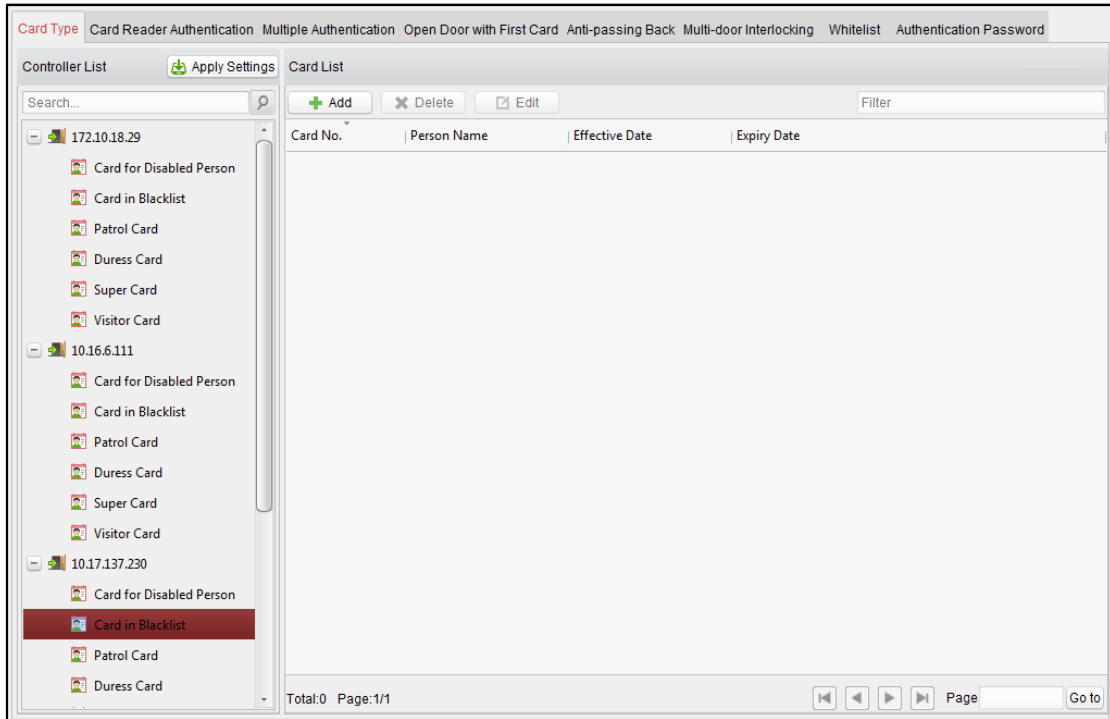 Card Type Card Reader Authentication Multiple Authentication Open Door with First Card Anti-passing Back Multi-door Interlocking Whitelist Authentication Password
Controller List Apply Settings Card List
Search... Add Delete Edit Filter
Card No. Person Name Effective Date Expiry Date
172.10.18.29
Card for Disabled Person
Card in Blacklist
Patrol Card
Duress Card
Super Card
Visitor Card
10.16.6.111
Card for Disabled Person
Card in Blacklist
Patrol Card
Duress Card
Super Card
Visitor Card
10.17.137.230
Card for Disabled Person
Card in Blacklist
Patrol Card
Duress Card
Total:0 Page:1/1 Page Go to